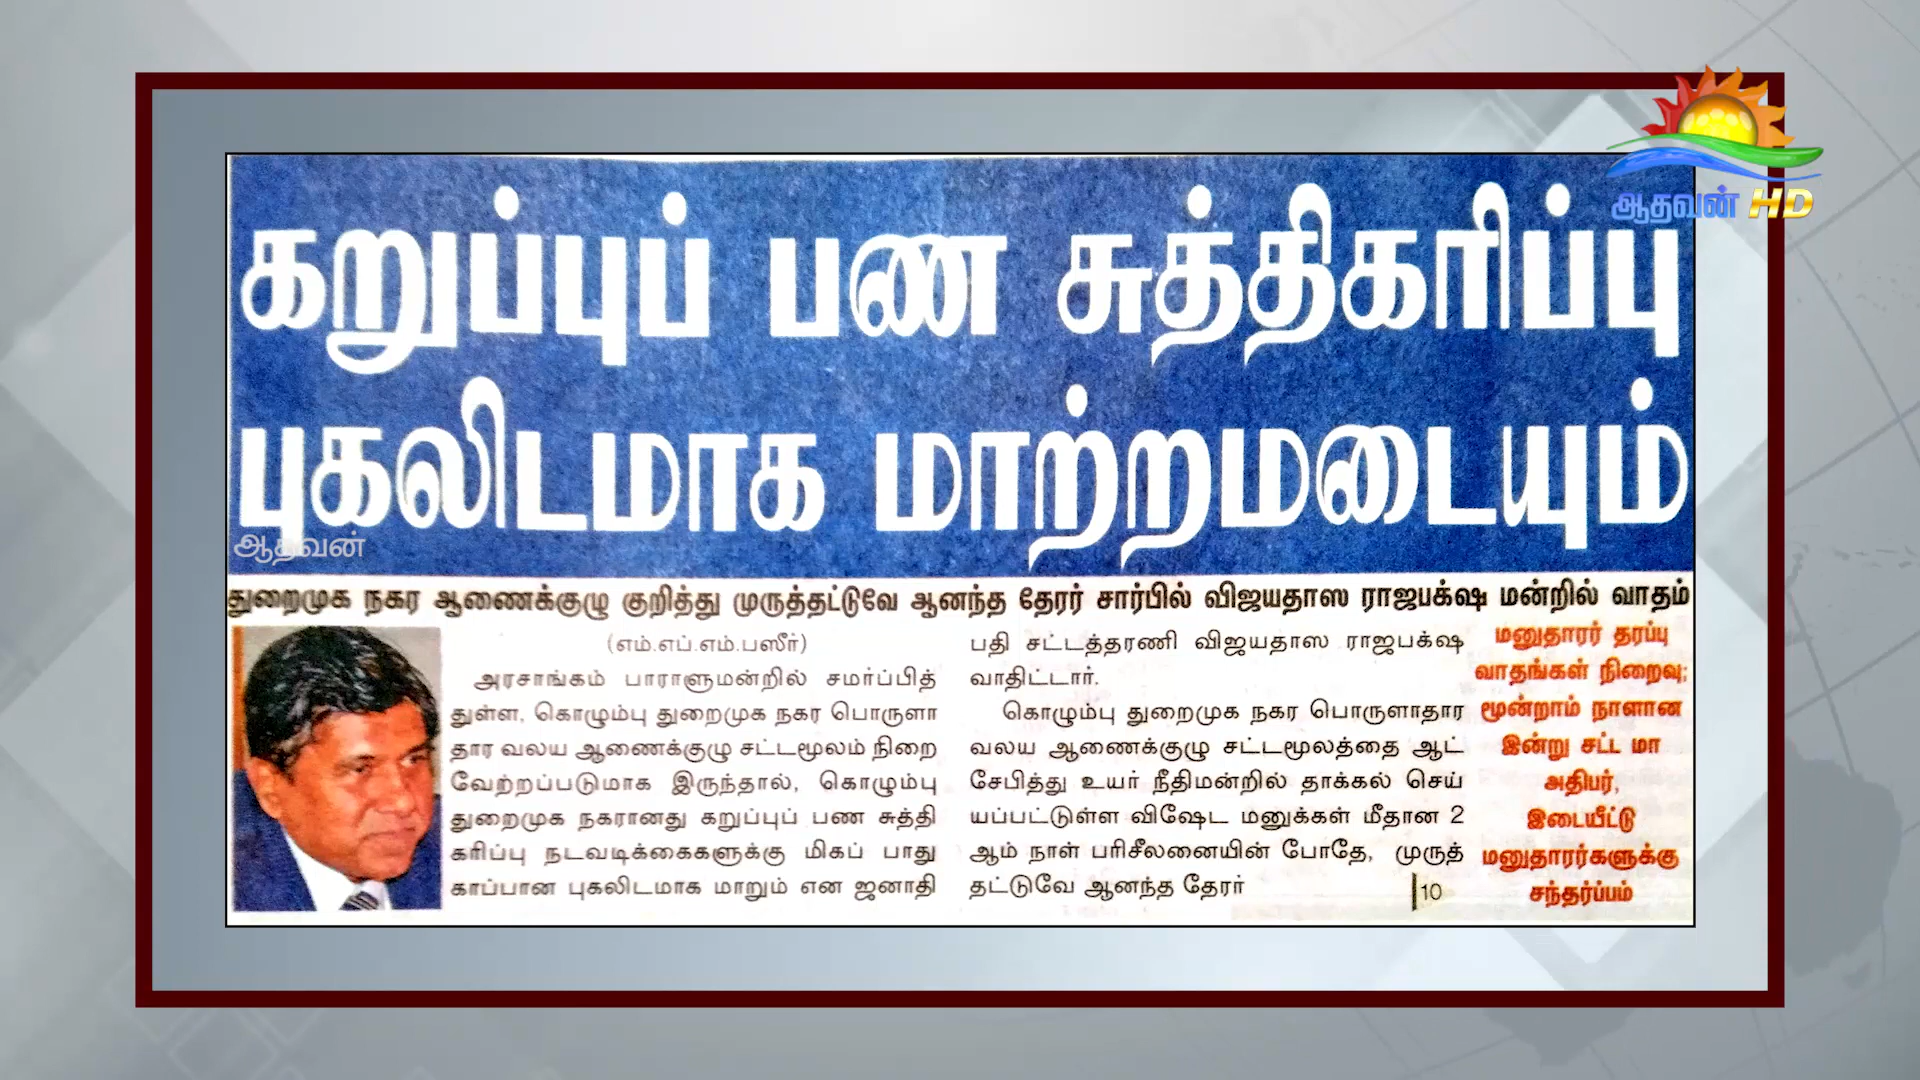 ஆதவன் HD
கறுப்புப் பண சுத்திகரிப்பு
புகலிடமாக மாற்றமடையும்
ஆதவன்
துறைமுக நகர ஆணைக்குழு குறித்து முருத்தட்டுவே ஆனந்த தேரர் சார்பில் விஜயதாஸ ராஜபக்ஷ மன்றில் வாதம்
(எம்.எப்.எம்.பஸீர்)
அரசாங்கம் பாராளுமன்றில் சமர்ப்பித்
துள்ள, கொழும்பு துறைமுக நகர பொருளா
தார வலய ஆணைக்குழு சட்டமூலம் நிறை
வேற்றப்படுமாக இருந்தால், கொழும்பு
துறைமுக நகரானது கறுப்புப் பண சுத்தி
கரிப்பு நடவடிக்கைகளுக்கு மிகப் பாது
காப்பான புகலிடமாக மாறும் என ஜனாதி
பதி சட்டத்தரணி விஜயதாஸ ராஜபக்ஷ
வாதிட்டார்.
கொழும்பு துறைமுக நகர பொருளாதார
வலய ஆணைக்குழு சட்டமூலத்தை ஆட்
சேபித்து உயர் நீதிமன்றில் தாக்கல் செய்
யப்பட்டுள்ள விஷேட மனுக்கள் மீதான 2
ஆம் நாள் பரிசீலனையின் போதே, முருத்
தட்டுவே ஆனந்த தேரர்
|10
மனுதாரர் தரப்பு
வாதங்கள் நிறைவு;
மூன்றாம் நாளான
இன்று சட்ட மா
அதிபர்,
இடையீட்டு
மனுதாரர்களுக்கு
சந்தர்ப்பம்